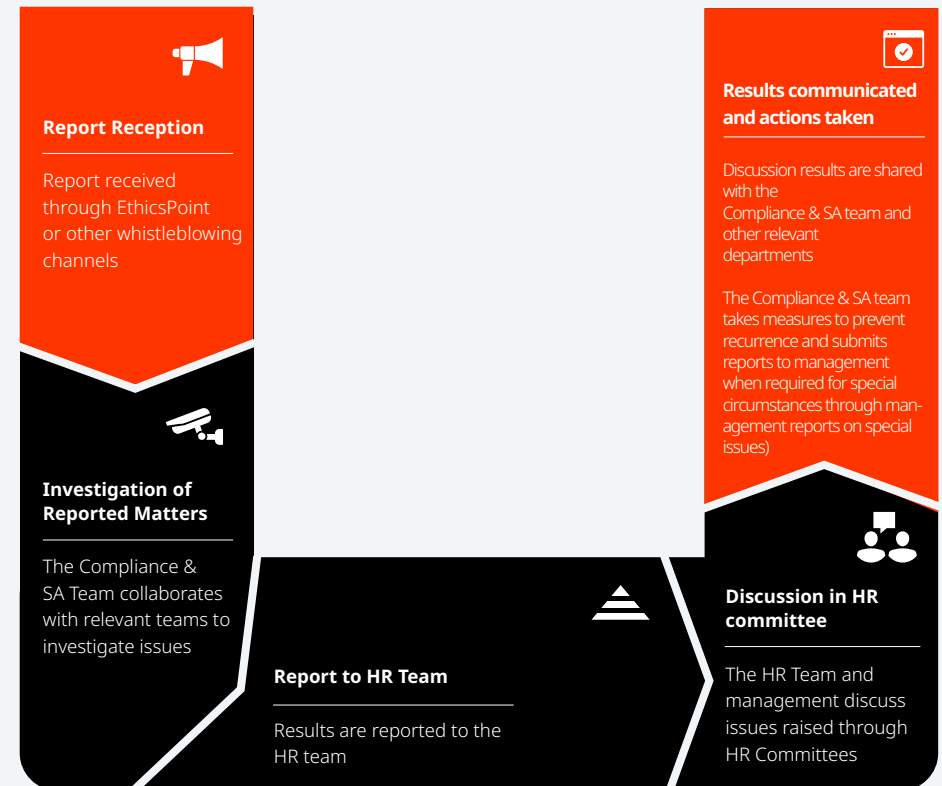 Report Reception
Report received
through EthicsPoint
or other whistleblowing
channels
Investigation of
Reported Matters
The Compliance &
SA Team collaborates
with relevant teams to
investigate issues
Report to HR Team
Results are reported to the
HR team
Discussion in HR
committee
The HR Team and
management discuss
issues raised through
HR Committees
Results communicated
and actions taken
Discussion results are shared
with the
Compliance & SA team and
other relevant
departments
The Compliance & SA team
takes measures to prevent
recurrence and submits
reports to management
when required for special
circumstances through man-
agement reports on special
issues)